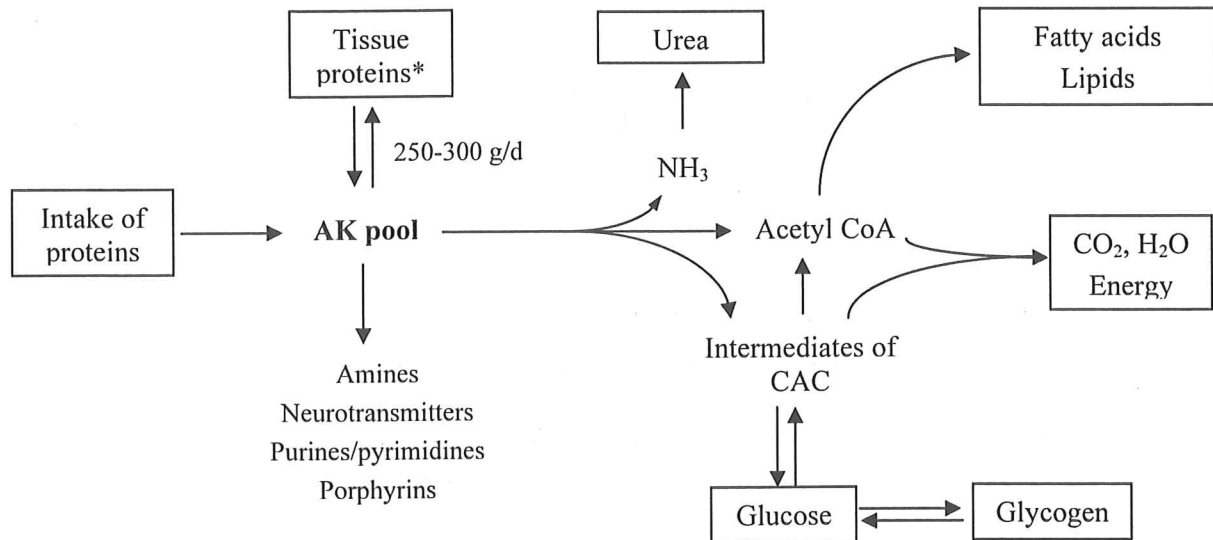 Tissue
proteins*
Urea
Fatty acids
Lipids
250-300 g/d
NH₃
Intake of
proteins
AK pool
Acetyl CoA
CO₂, H₂O
Energy
Intermediates of
CAC
Amines
Neurotransmitters
Purines/pyrimidines
Porphyrins
Glucose
Glycogen